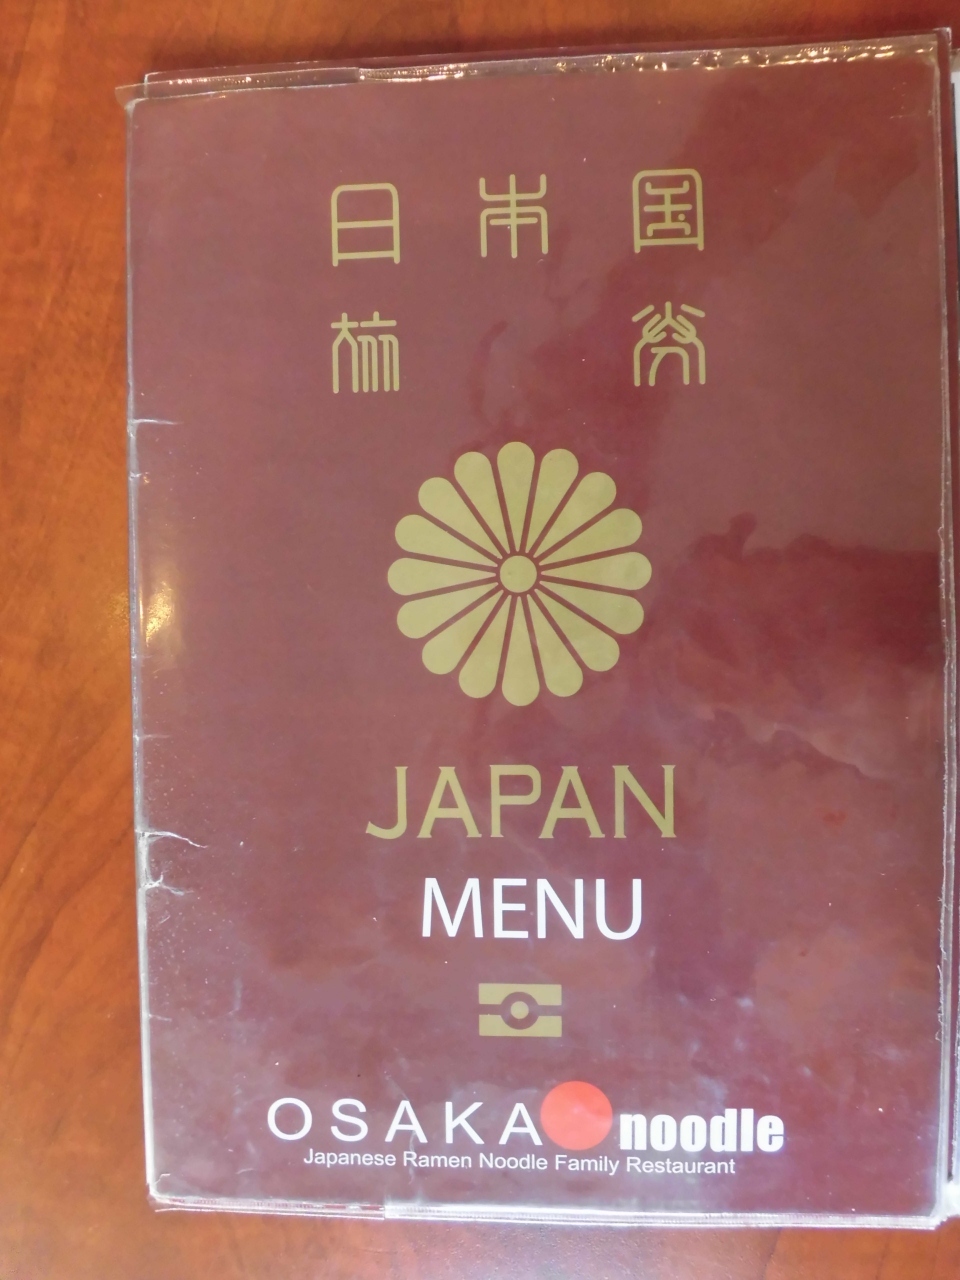 日本国
旅券
JAPAN
MENU
OSAKA noodle
Japanese Ramen Noodle Family Restaurant